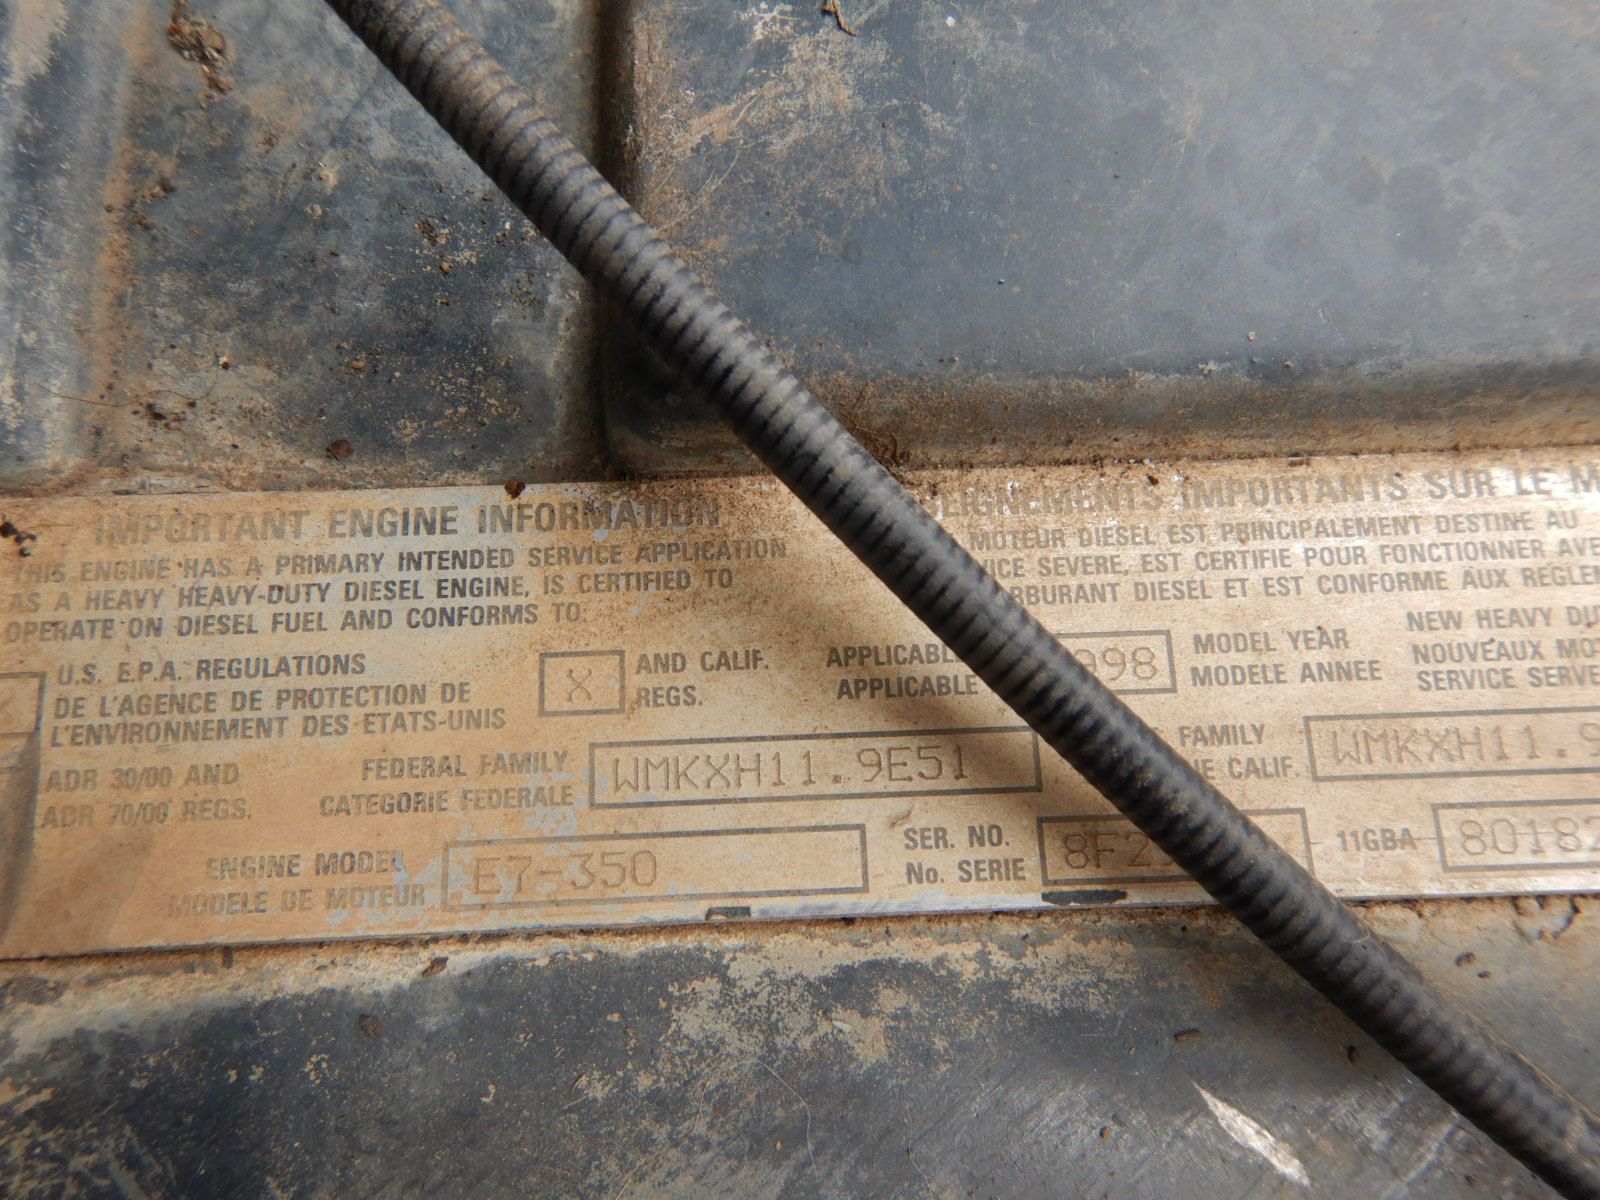 IMPORTANT ENGINE INFORMATION
THIS ENGINE HAS A PRIMARY INTENDED SERVICE APPLICATION
AS A HEAVY HEAVY-DUTY DIESEL ENGINE, IS CERTIFIED TO
OPERATE ON DIESEL FUEL AND CONFORMS TO:
IMPORTANTS SUR LE
MOTEUR DIESEL EST PRINCIPALEMENT DESTINE AU
SEVERE, EST CERTIFIE POUR FONCTIONNER
DIESEL ET EST CONFORME AUX
U.S. E.P.A. REGULATIONS
DE L'AGENCE DE PROTECTION DE
L'ENVIRONNEMENT DES ETATS-UNIS
X
AND CALIF.
REGS.
APPLICABLE
998
MODEL YEAR
MODELE ANNEE
NEW HEAVY
NOUVEAUX
SERVICE
ADR 30/00 AND
ADR 70/00 REGS.
FEDERAL FAMILY
CATEGORIE FEDERALE
WMKXH11.9E51
FAMILY
CALIF.
WMKXH11.9
ENGINE MODEL
MODELE DE MOTEUR
E7-350
SER. NO.
No. SERIE
8F2
11GBA
80182